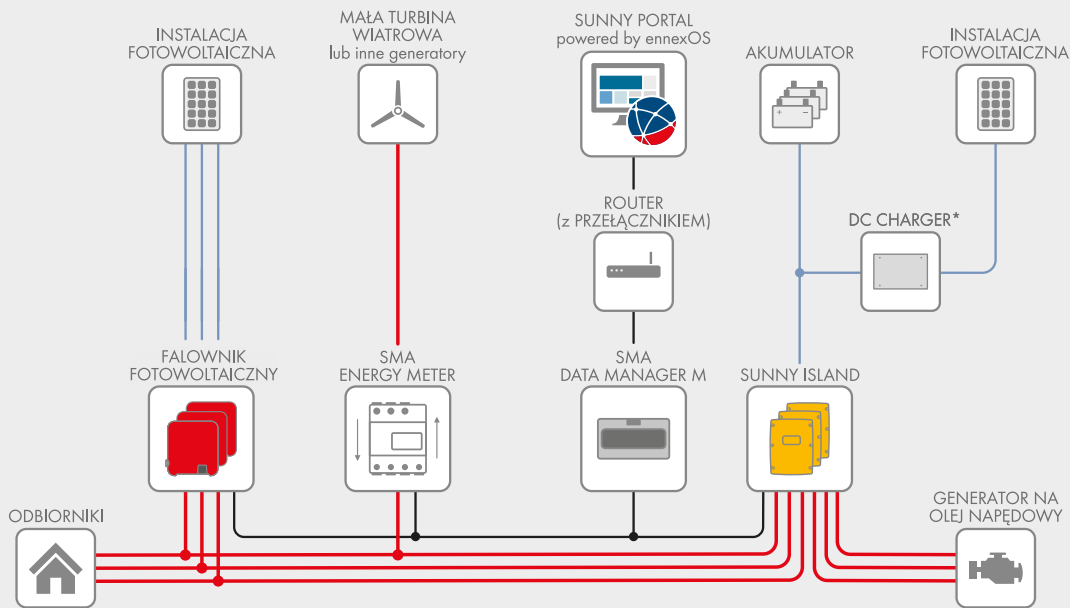 INSTALACJA
FOTOWOLTAICZNA
MAŁA TURBINA
WIATROWA
lub inne generatory
SUNNY PORTAL
powered by ennexOS
AKUMULATOR
INSTALACJA
FOTOWOLTAICZNA
ROUTER
(z PRZEŁĄCZNIKIEM)
DC CHARGER*
FALOWNIK
FOTOWOLTAICZNY
SMA
ENERGY METER
SMA
DATA MANAGER M
SUNNY ISLAND
ODBIORNIKI
GENERATOR NA
OLEJ NAPĘDOWY